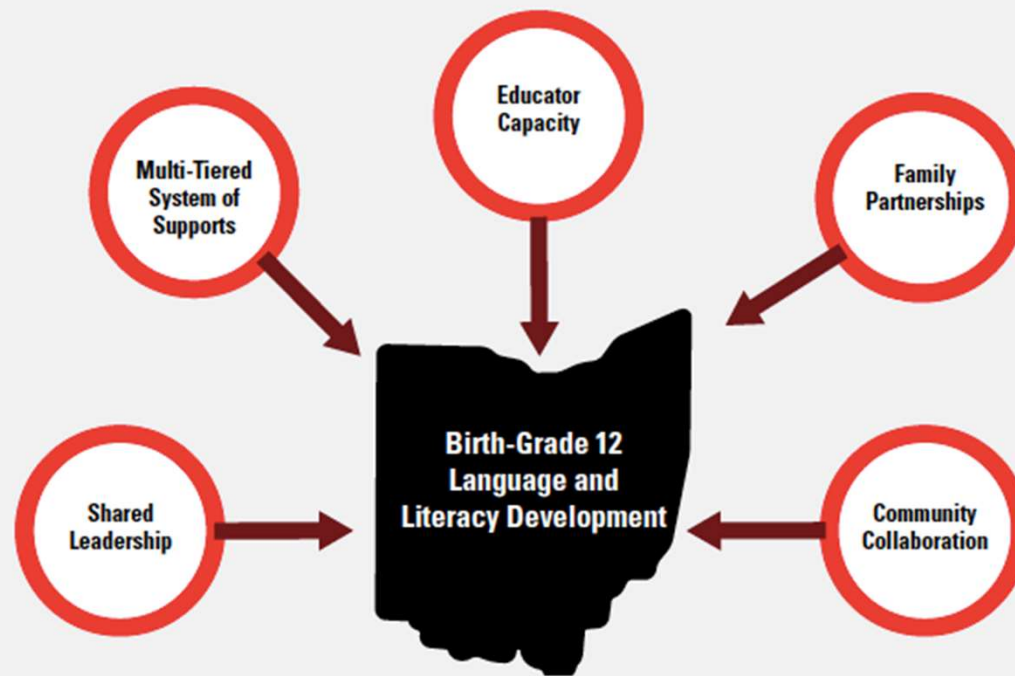 Educator
Capacity
Multi-Tiered
System of
Supports
Family
Partnerships
Birth-Grade 12
Language and
Literacy Development
Shared
Leadership
Community
Collaboration